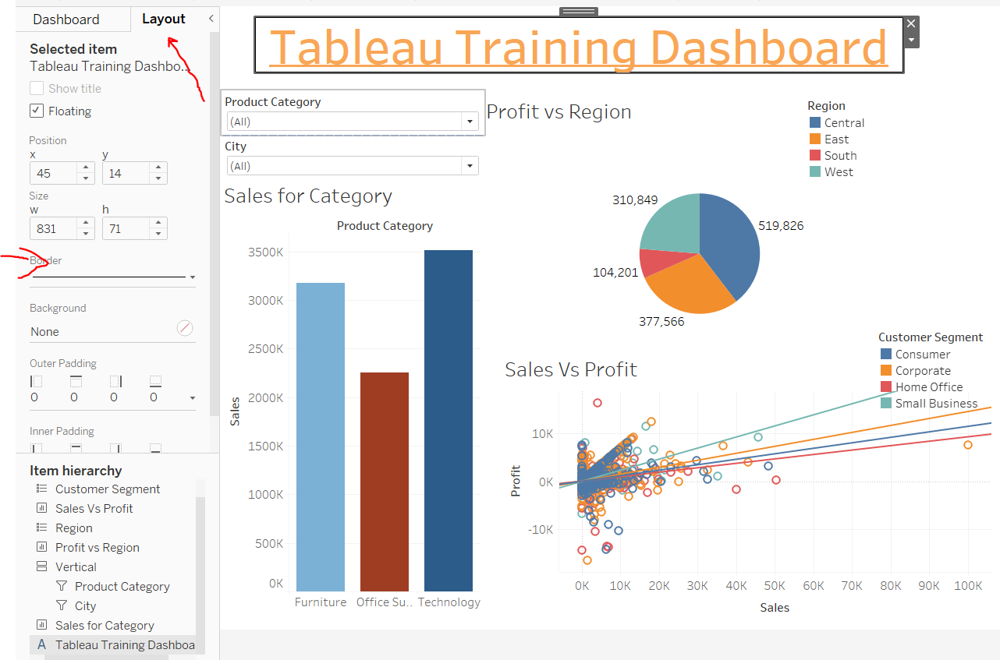 Dashboard
Layout
Selected item
Tableau Training Dashbo..
Show title
Floating
Position
x y
45 14
Size
w h
831 71
Border
Background
None
Outer Padding
0 0 0 0
Inner Padding
Item hierarchy
Customer Segment
Sales Vs Profit
Region
Profit vs Region
Vertical
Product Category
City
Sales for Category
A Tableau Training Dashboa
Tableau Training Dashboard
Product Category
(All)
City
(All)
Sales for Category
Product Category
3500K
3000K
2500K
2000K
1500K
1000K
500K
0K
Sales
Furniture Office Su.. Technology
Profit vs Region
Region
Central
East
South
West
310,849
519,826
104,201
377,566
Sales Vs Profit
Customer Segment
Consumer
Corporate
Home Office
Small Business
10K
0K
-10K
Profit
0K 10K 20K 30K 40K 50K 60K 70K 80K 90K 100K
Sales